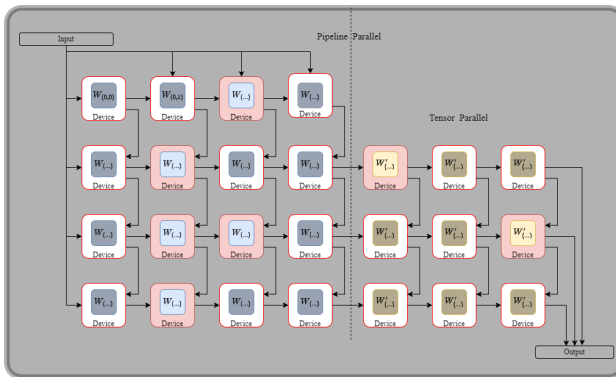 Input
Pipeline Parallel
W(0,0) W(0,1) W(...) W(...)
Device Device Device Device
Tensor Parallel
W(...) W(...) W(...) W(...) W'(...) W'(...) W'(...)
Device Device Device Device Device Device Device
W(...) W(...) W(...) W(...) W'(...) W'(...) W'(...)
Device Device Device Device Device Device Device
W(...) W(...) W(...) W(...) W'(...) W'(...) W'(...)
Device Device Device Device Device Device Device
Output